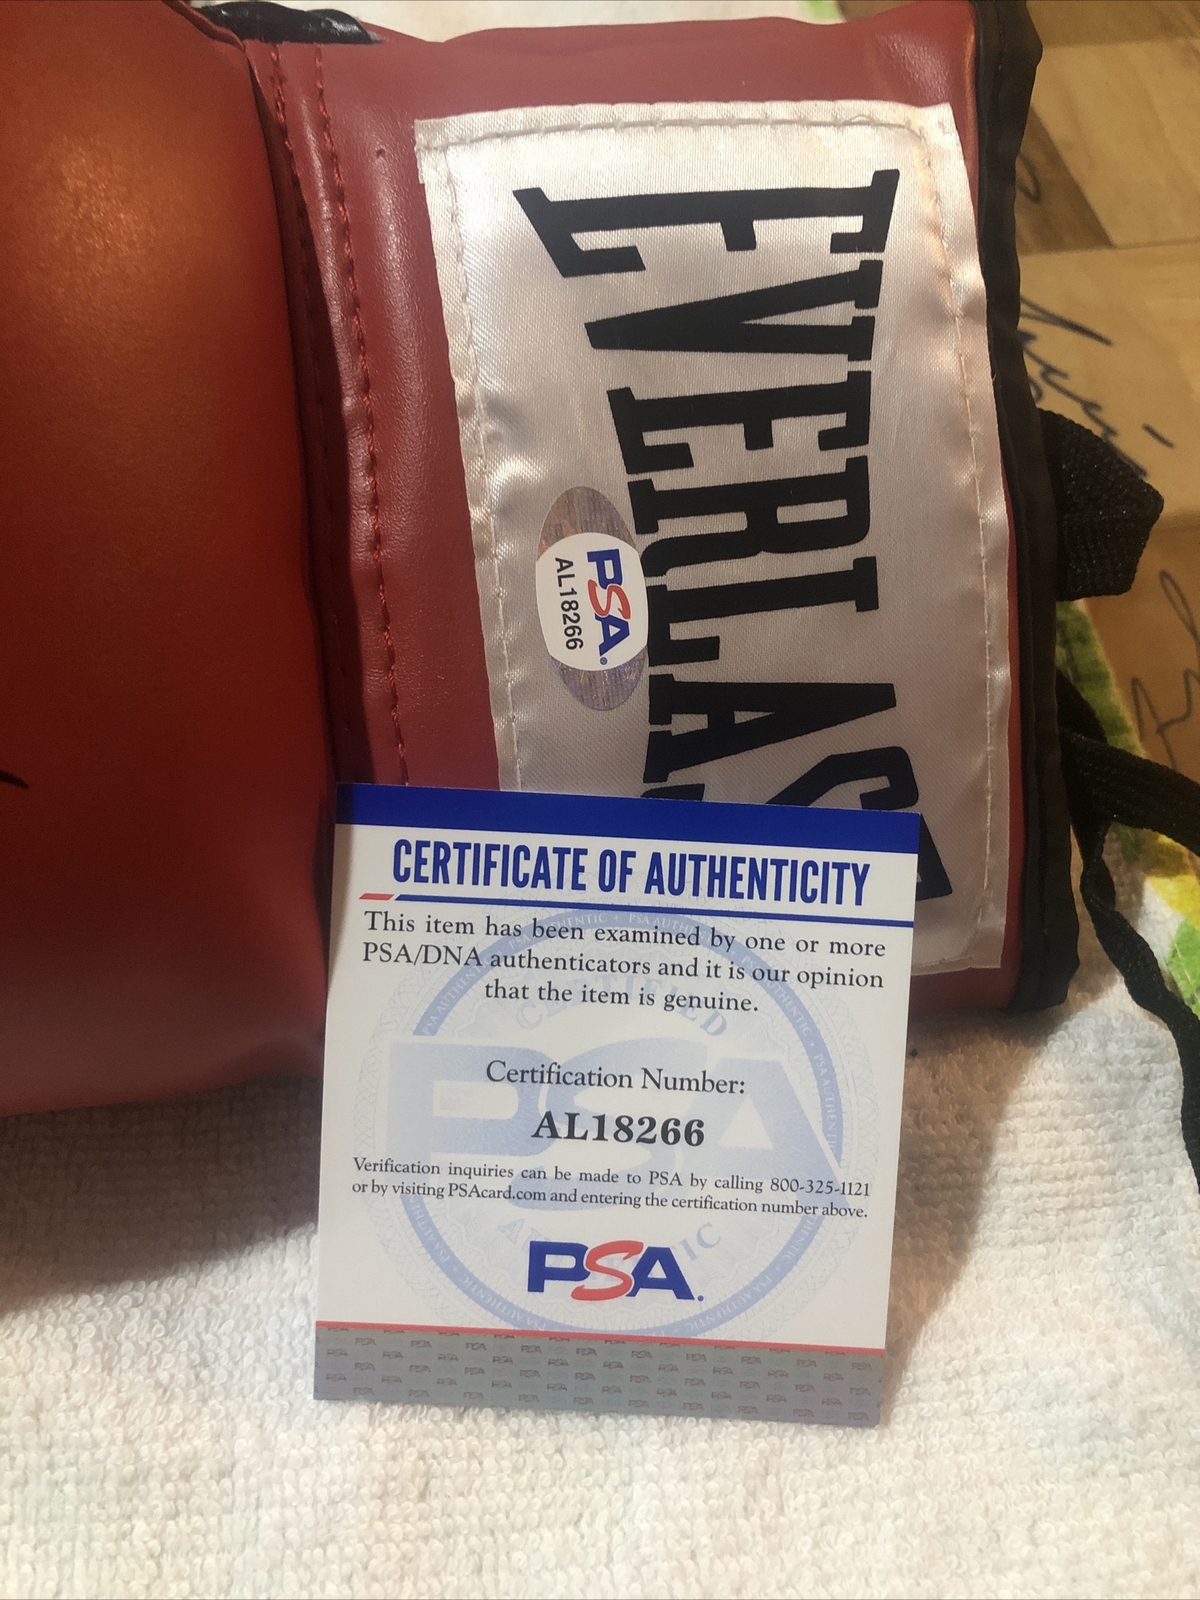 EVERLAST
PSA
AL18266
CERTIFICATE OF AUTHENTICITY
This item has been examined by one or more
PSA/DNA authenticators and it is our opinion
that the item is genuine.
Certification Number:
AL18266
Verification inquiries can be made to PSA by calling 800-325-1121
or by visiting PSAcard.com and entering the certification number above.
PSA.